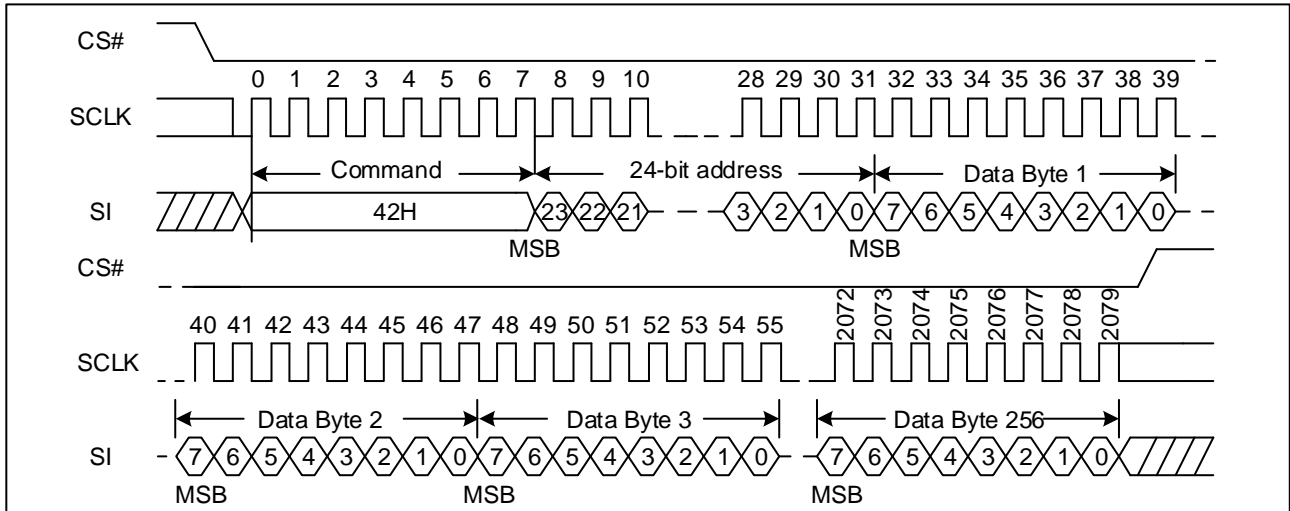 CS#
0 1 2 3 4 5 6 7 8 9 10 28 29 30 31 32 33 34 35 36 37 38 39
SCLK
Command 24-bit address Data Byte 1
SI 42H 23 22 21 3 2 1 0 7 6 5 4 3 2 1 0
MSB MSB
CS#
40 41 42 43 44 45 46 47 48 49 50 51 52 53 54 55 2072 2073 2074 2075 2076 2077 2078 2079
SCLK
Data Byte 2 Data Byte 3 Data Byte 256
SI 7 6 5 4 3 2 1 0 7 6 5 4 3 2 1 0 7 6 5 4 3 2 1 0
MSB MSB MSB